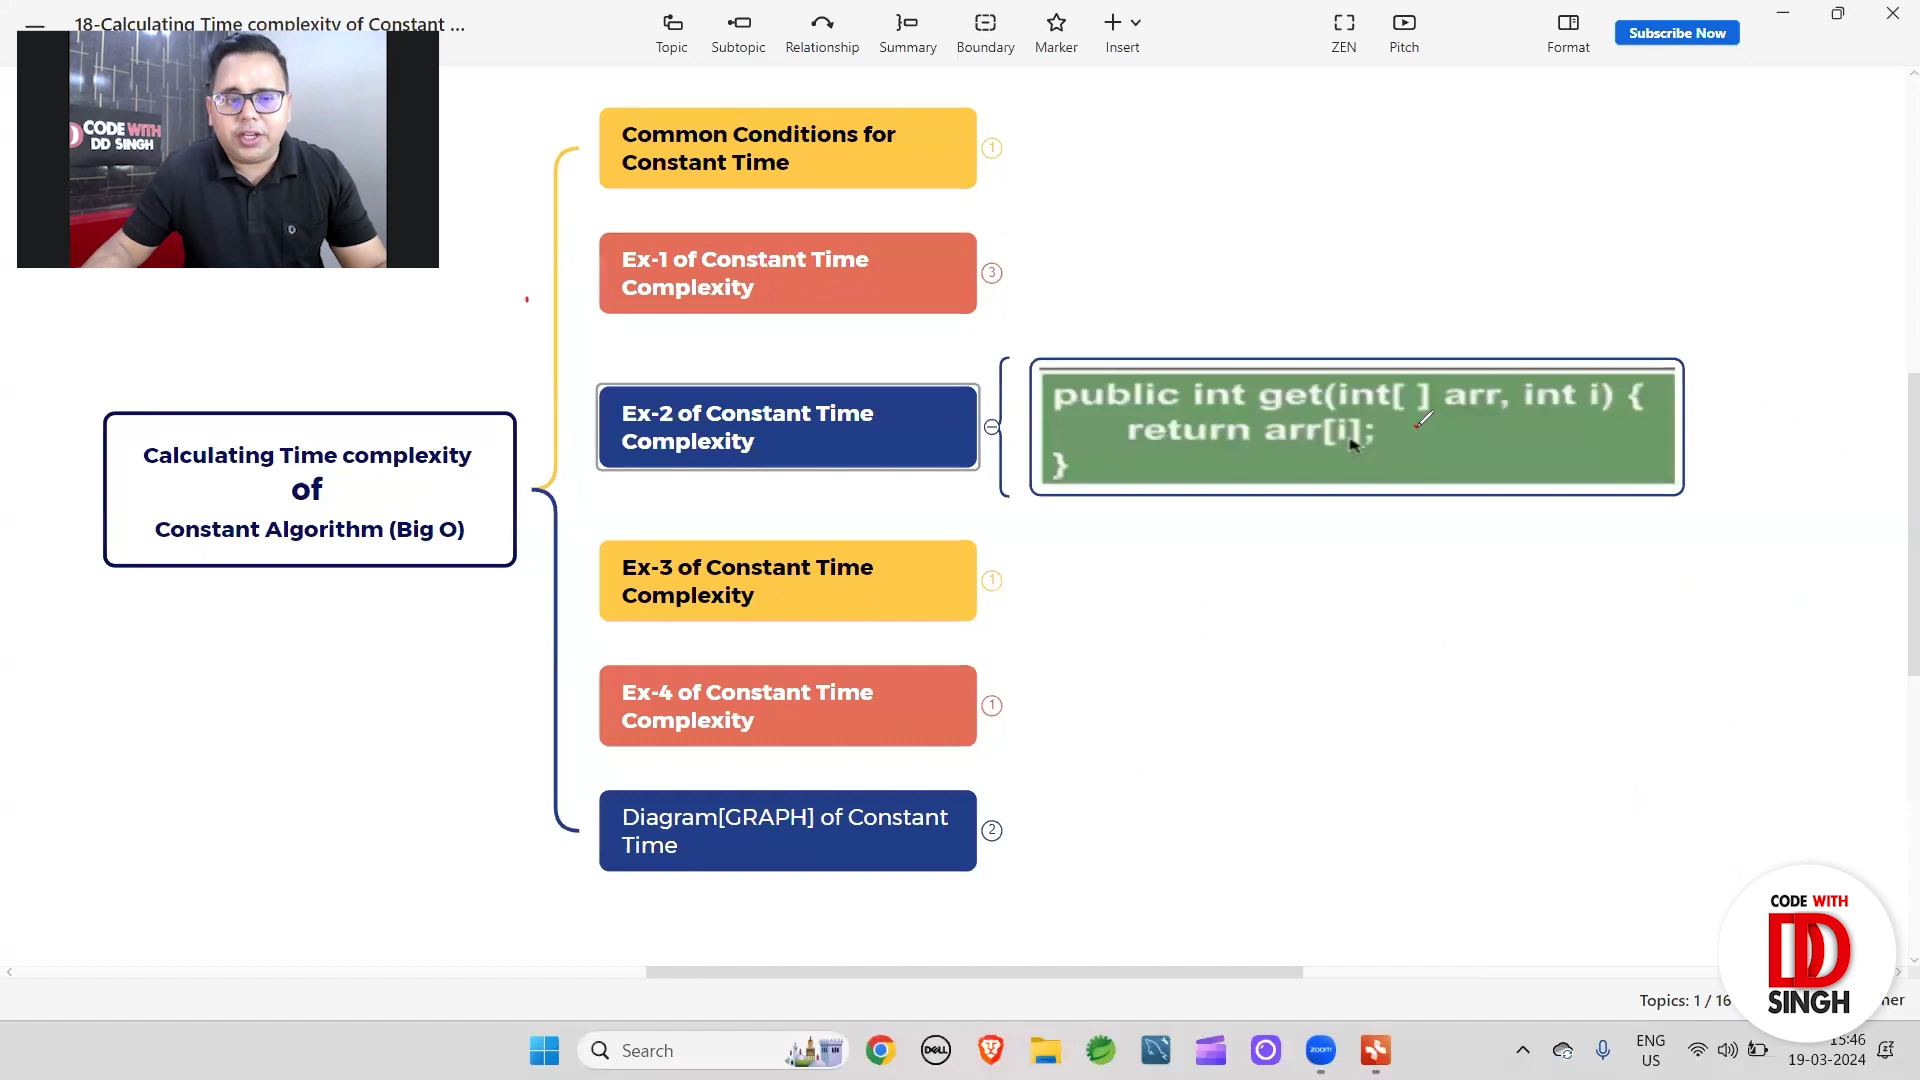 18-Calculating Time complexity of Constant ...
Topic
Subtopic
Relationship
Summary
Boundary
Marker
Insert
ZEN
Pitch
Format
Subscribe Now
CODE WITH
DD SINGH
Common Conditions for
Constant Time
1
Ex-1 of Constant Time
Complexity
3
Calculating Time complexity
of
Constant Algorithm (Big O)
Ex-2 of Constant Time
Complexity
public int get(int[ ] arr, int i) {
return arr[i];
}
Ex-3 of Constant Time
Complexity
1
Ex-4 of Constant Time
Complexity
1
Diagram[GRAPH] of Constant
Time
2
CODE WITH
DD
SINGH
Topics: 1 / 16
Search
DELL
zoom
ENG
US
15:46
19-03-2024